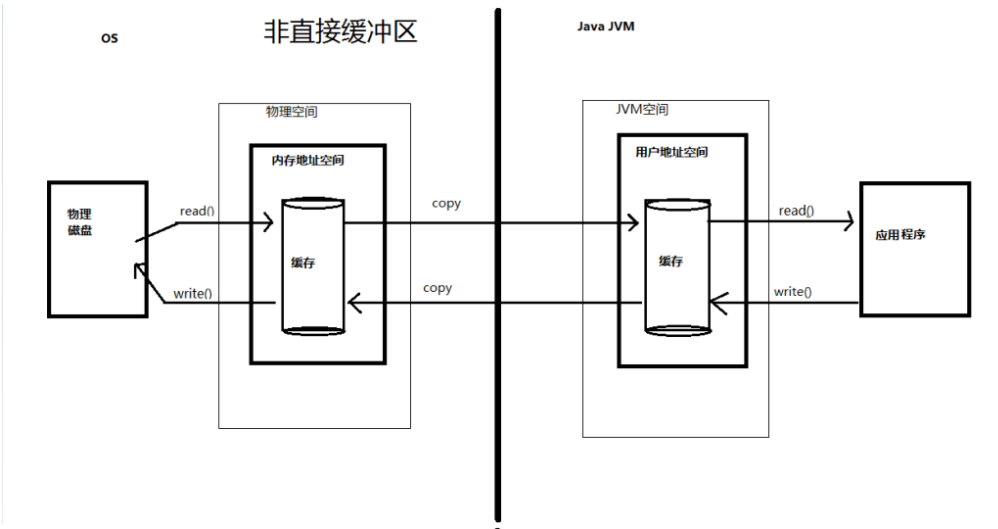 OS
非直接缓冲区
Java JVM
物理空间
JVM空间
内存地址空间
用户地址空间
物理
磁盘
read()
copy
read()
应用程序
缓存
缓存
write()
copy
write()